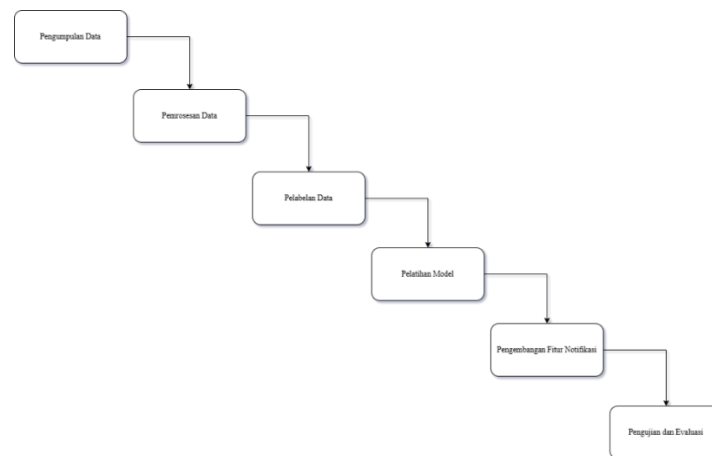 Pengumpulan Data
Pemrosesan Data
Pelabelan Data
Pelatihan Model
Pengembangan Fitur Notifikasi
Pengujian dan Evaluasi